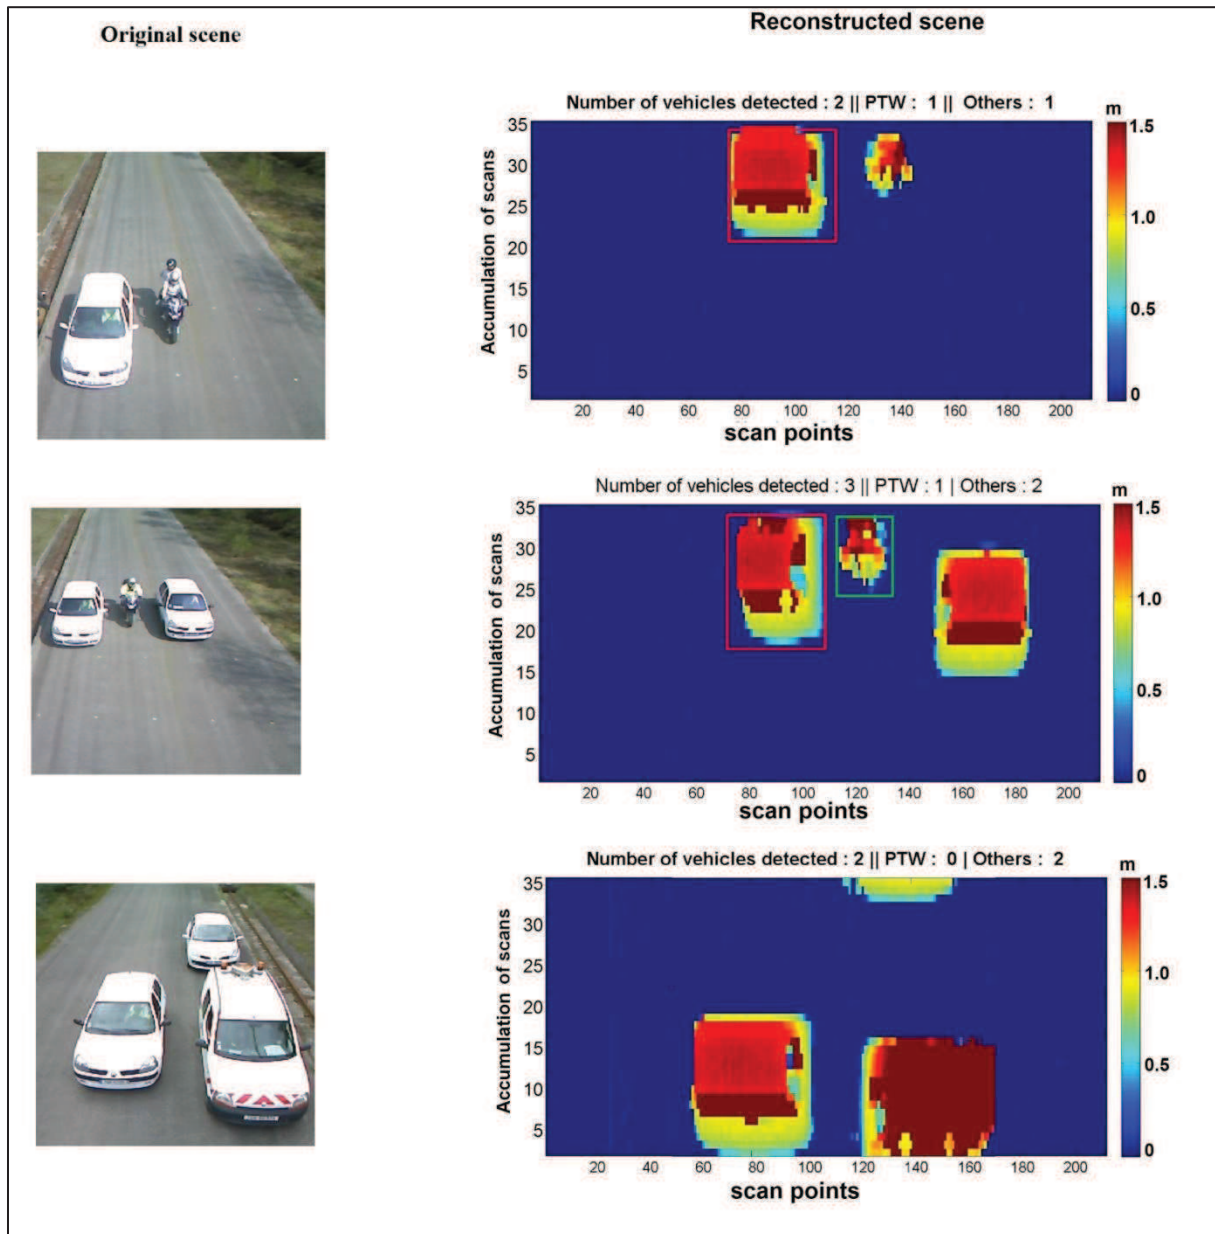 Original scene
Reconstructed scene
Number of vehicles detected : 2 || PTW : 1 || Others : 1
m
35
30
25
20
15
10
5
Accumulation of scans
20 40 60 80 100 120 140 160 180 200
scan points
1.5
1.0
0.5
0
Number of vehicles detected : 3 || PTW : 1 | Others : 2
m
35
30
25
20
15
10
5
Accumulation of scans
20 40 60 80 100 120 140 160 180 200
scan points
1.5
1.0
0.5
0
Number of vehicles detected : 2 || PTW : 0 | Others : 2
m
35
30
25
20
15
10
5
Accumulation of scans
20 40 60 80 100 120 140 160 180 200
scan points
1.5
1.0
0.5
0